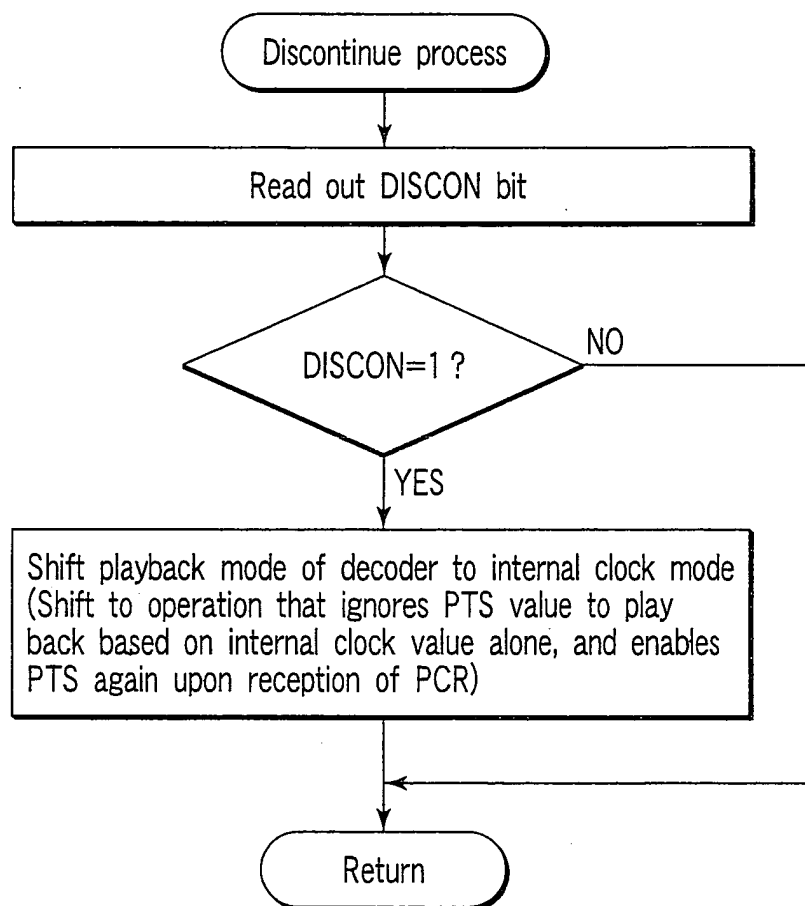 Discontinue process
Read out DISCON bit
DISCON=1 ?
NO
YES
Shift playback mode of decoder to internal clock mode
(Shift to operation that ignores PTS value to play
back based on internal clock value alone, and enables
PTS again upon reception of PCR)
Return